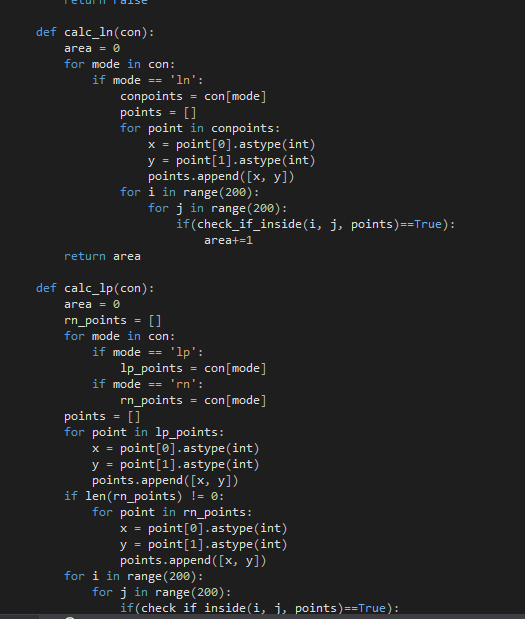 return False
def calc_ln(con):
area = 0
for mode in con:
if mode == 'ln':
conpoints = con[mode]
points = []
for point in conpoints:
x = point[0].astype(int)
y = point[1].astype(int)
points.append([x, y])
for i in range(200):
for j in range(200):
if(check_if_inside(i, j, points)==True):
area+=1
return area
def calc_lp(con):
area = 0
rn_points = []
for mode in con:
if mode == 'lp':
lp_points = con[mode]
if mode == 'rn':
rn_points = con[mode]
points = []
for point in lp_points:
x = point[0].astype(int)
y = point[1].astype(int)
points.append([x, y])
if len(rn_points) != 0:
for point in rn_points:
x = point[0].astype(int)
y = point[1].astype(int)
points.append([x, y])
for i in range(200):
for j in range(200):
if(check_if_inside(i, j, points)==True):